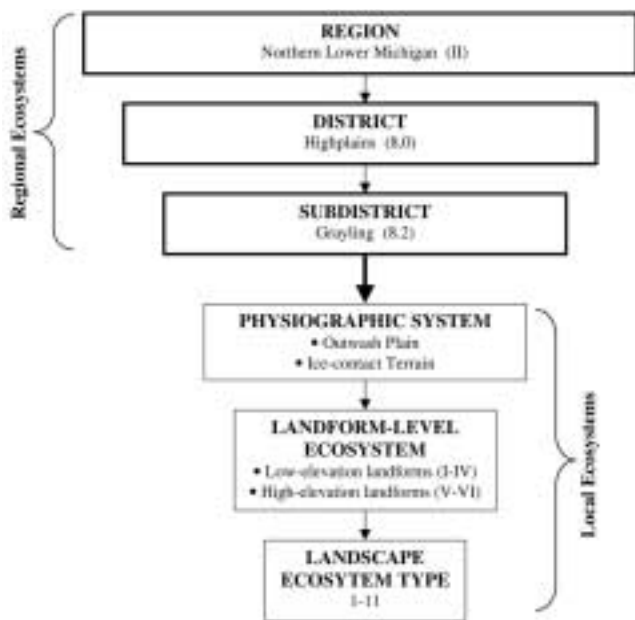 REGION
Northern Lower Michigan (II)
DISTRICT
Highplains (8.0)
SUBDISTRICT
Grayling (8.2)
Regional Ecosystems
PHYSIOGRAPHIC SYSTEM
• Outwash Plain
• Ice-contact Terrain
LANDFORM-LEVEL
ECOSYSTEM
• Low-elevation landforms (I-IV)
• High-elevation landforms (V-VI)
LANDSCAPE
ECOSYTEM TYPE
1-11
Local Ecosystems